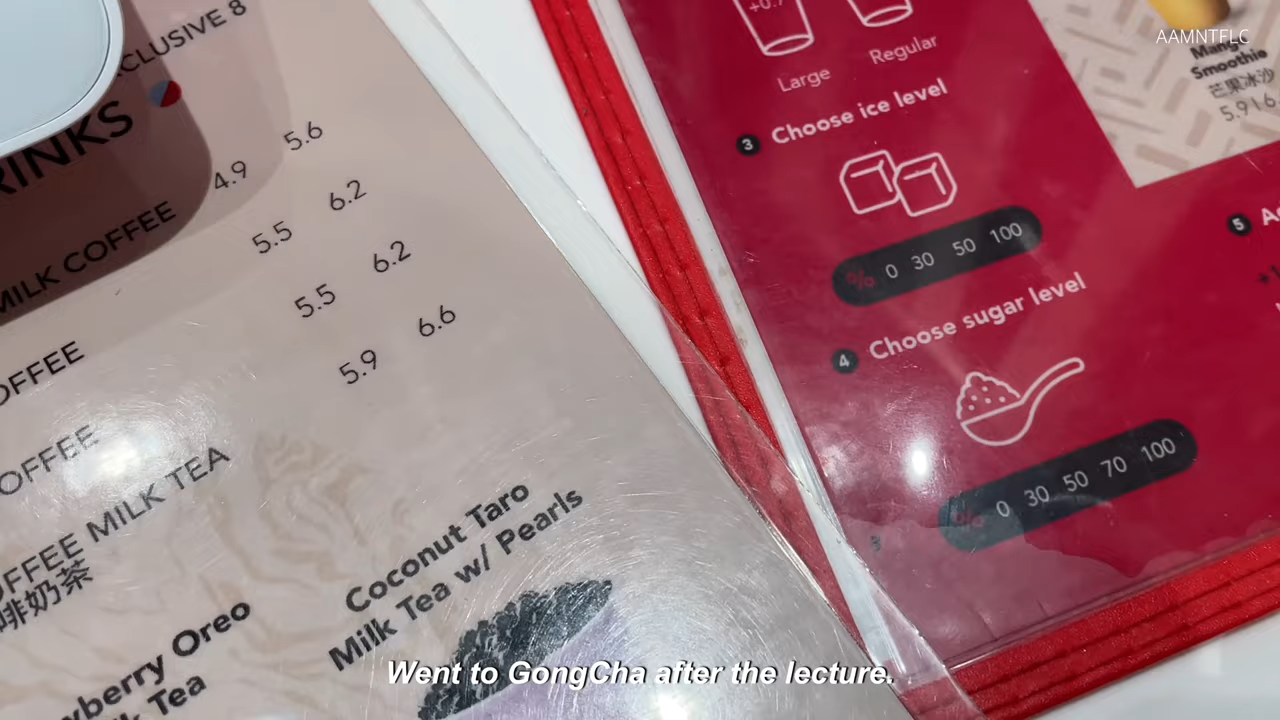 CLUSIVE 8
RINKS
4.9 5.6
MILK COFFEE 5.5 6.2
5.5 6.2
OFFEE 5.9 6.6
OFFEE
OFFEE MILK TEA
啡奶茶
wberry Oreo
k Tea
Coconut Taro
Milk Tea w/ Pearls
Large
Regular
3 Choose ice level
% 0 30 50 100
4 Choose sugar level
% 0 30 50 70 100
5
Mango
Smoothie
芒果冰沙
AAMNTFLC
Went to GongCha after the lecture.